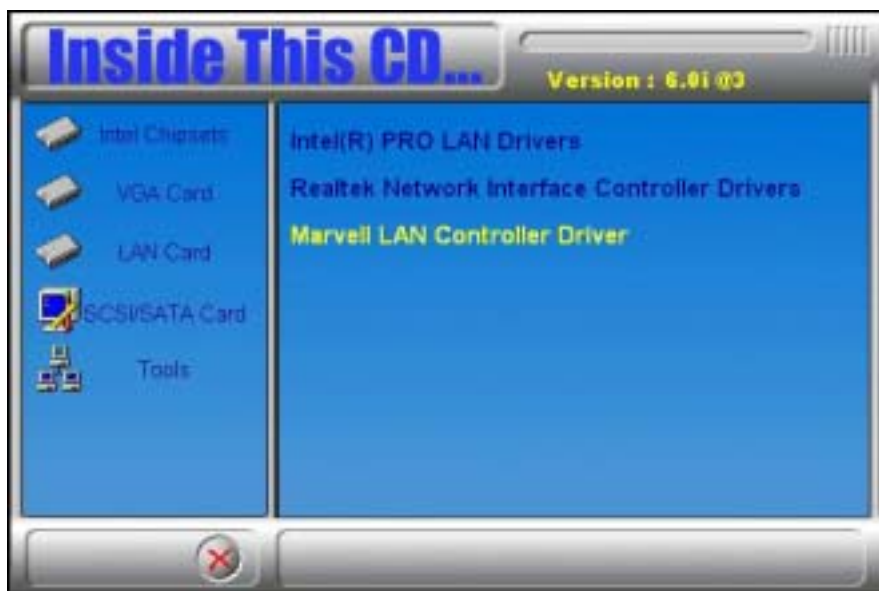 Inside This CD...
Version : 6.0i @3
Intel Chipsets
VGA Card
LAN Card
SCSI/SATA Card
Tools
Intel(R) PRO LAN Drivers
Realtek Network Interface Controller Drivers
Marvell LAN Controller Driver